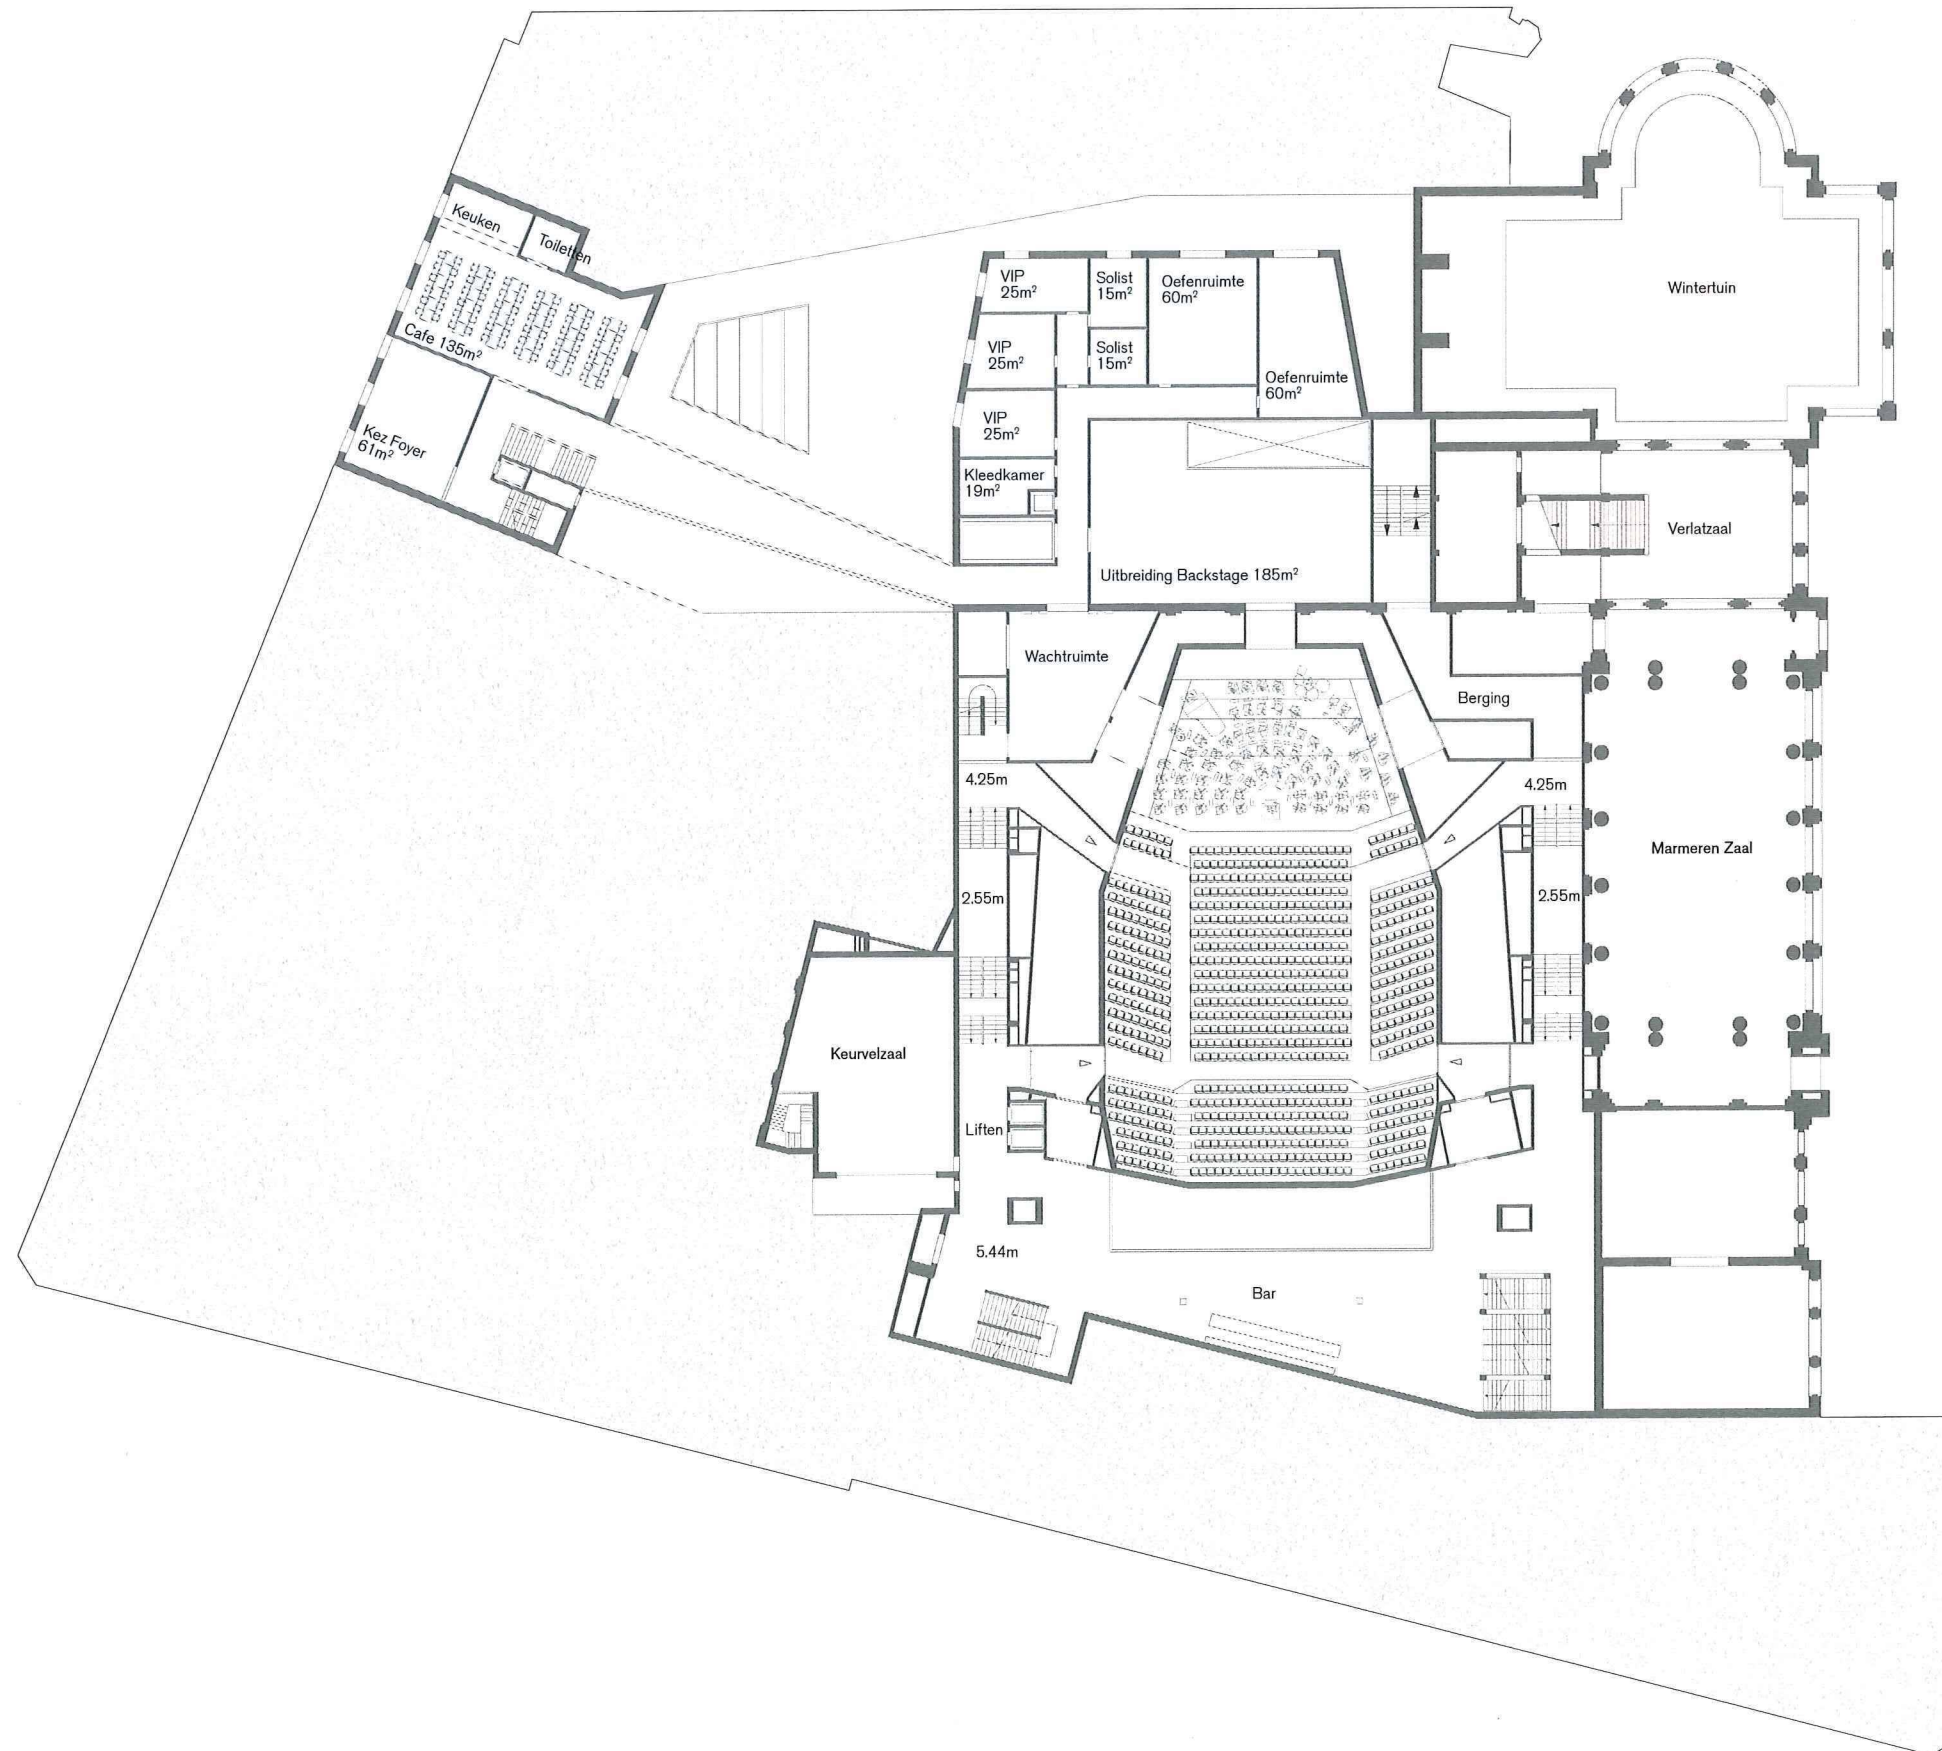 Keuken
Toiletten
Cafe 135m²
Kez Foyer
61m²
VIP
25m²
Solist
15m²
Oefenruimte
60m²
VIP
25m²
Solist
15m²
Oefenruimte
60m²
VIP
25m²
Kleedkamer
19m²
Uitbreiding Backstage 185m²
Wintertuin
Verlatzaal
Wachtruimte
Berging
4.25m
4.25m
Marmeren Zaal
2.55m
2.55m
Keurvelzaal
Liften
5.44m
Bar